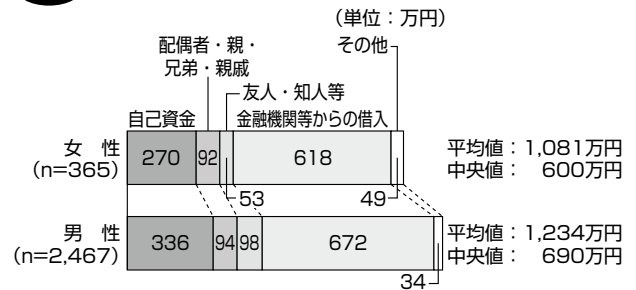 (単位：万円)
配偶者・親・
兄弟・親戚
その他
友人・知人等
自己資金
金融機関等からの借入
女 性
(n=365)
270
92
618
平均値：1,081万円
中央値： 600万円
53
49
男 性
(n=2,467)
336
94
98
672
平均値：1,234万円
中央値： 690万円
34